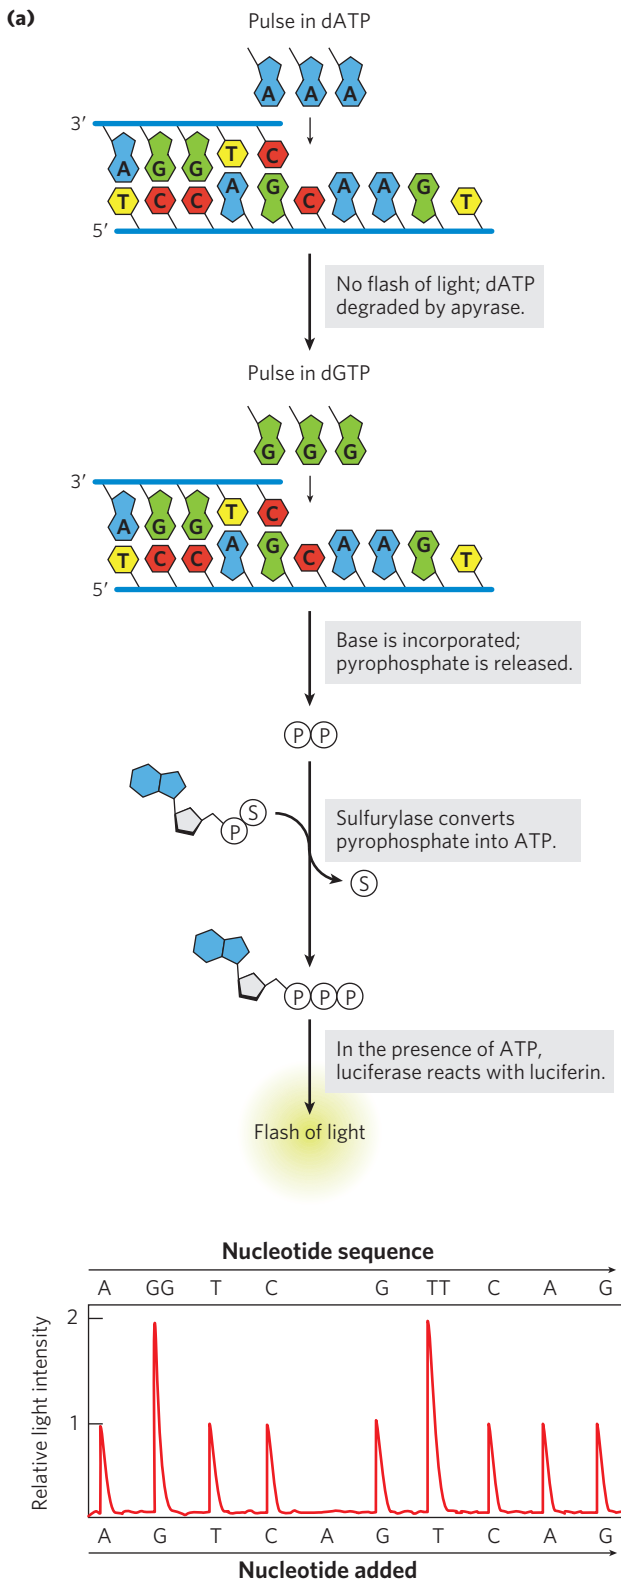 (a)
Pulse in dATP
A A A
3′
A G G T C
T C C A G C A A G T
5′
No flash of light; dATP
degraded by apyrase.
Pulse in dGTP
G G G
3′
A G G T C
T C C A G C A A G T
5′
Base is incorporated;
pyrophosphate is released.
P P
S
P
Sulfurylase converts
pyrophosphate into ATP.
S
P P P
In the presence of ATP,
luciferase reacts with luciferin.
Flash of light
Nucleotide sequence
A GG T C G TT C A G
2
1
Relative light intensity
A G T C A G T C A G
Nucleotide added